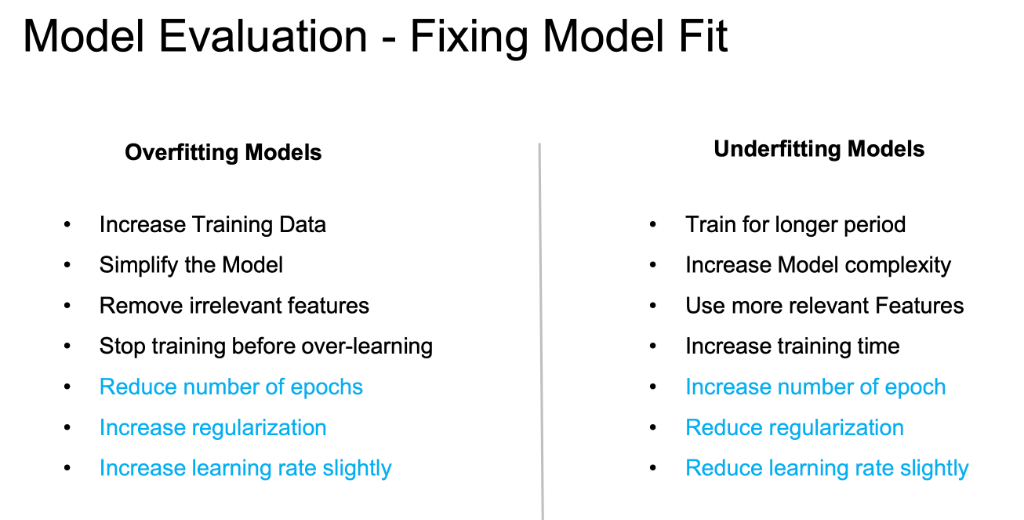 Model Evaluation - Fixing Model Fit
Overfitting Models
• Increase Training Data
• Simplify the Model
• Remove irrelevant features
• Stop training before over-learning
• Reduce number of epochs
• Increase regularization
• Increase learning rate slightly
Underfitting Models
• Train for longer period
• Increase Model complexity
• Use more relevant Features
• Increase training time
• Increase number of epoch
• Reduce regularization
• Reduce learning rate slightly